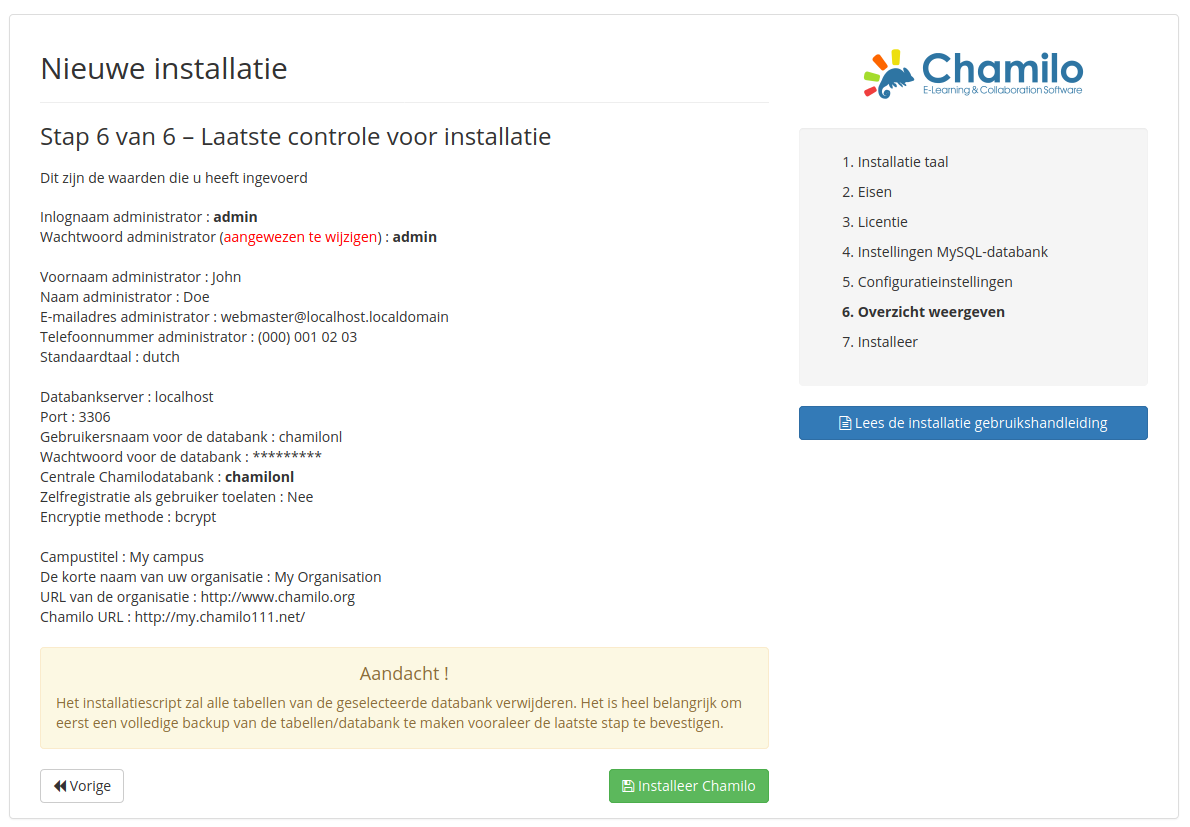 Nieuwe installatie
Chamilo
E-Learning & Collaboration Software
Stap 6 van 6 – Laatste controle voor installatie
Dit zijn de waarden die u heeft ingevoerd
Inlognaam administrator : admin
Wachtwoord administrator (aangewezen te wijzigen) : admin
Voornaam administrator : John
Naam administrator : Doe
E-mailadres administrator : webmaster@localhost.localdomain
Telefoonnummer administrator : (000) 001 02 03
Standaardtaal : dutch
Databankserver : localhost
Port : 3306
Gebruikersnaam voor de databank : chamilonl
Wachtwoord voor de databank : *********
Centrale Chamilodatabank : chamilonl
Zelfregistratie als gebruiker toelaten : Nee
Encryptie methode : bcrypt
Campustitel : My campus
De korte naam van uw organisatie : My Organisation
URL van de organisatie : http://www.chamilo.org
Chamilo URL : http://my.chamilo111.net/
Aandacht !
Het installatiescript zal alle tabellen van de geselecteerde databank verwijderen. Het is heel belangrijk om
eerst een volledige backup van de tabellen/databank te maken vooraleer de laatste stap te bevestigen.
Vorige
Installeer Chamilo
1. Installatie taal
2. Eisen
3. Licentie
4. Instellingen MySQL-databank
5. Configuratieinstellingen
6. Overzicht weergeven
7. Installeer
Lees de installatie gebruikshandleiding